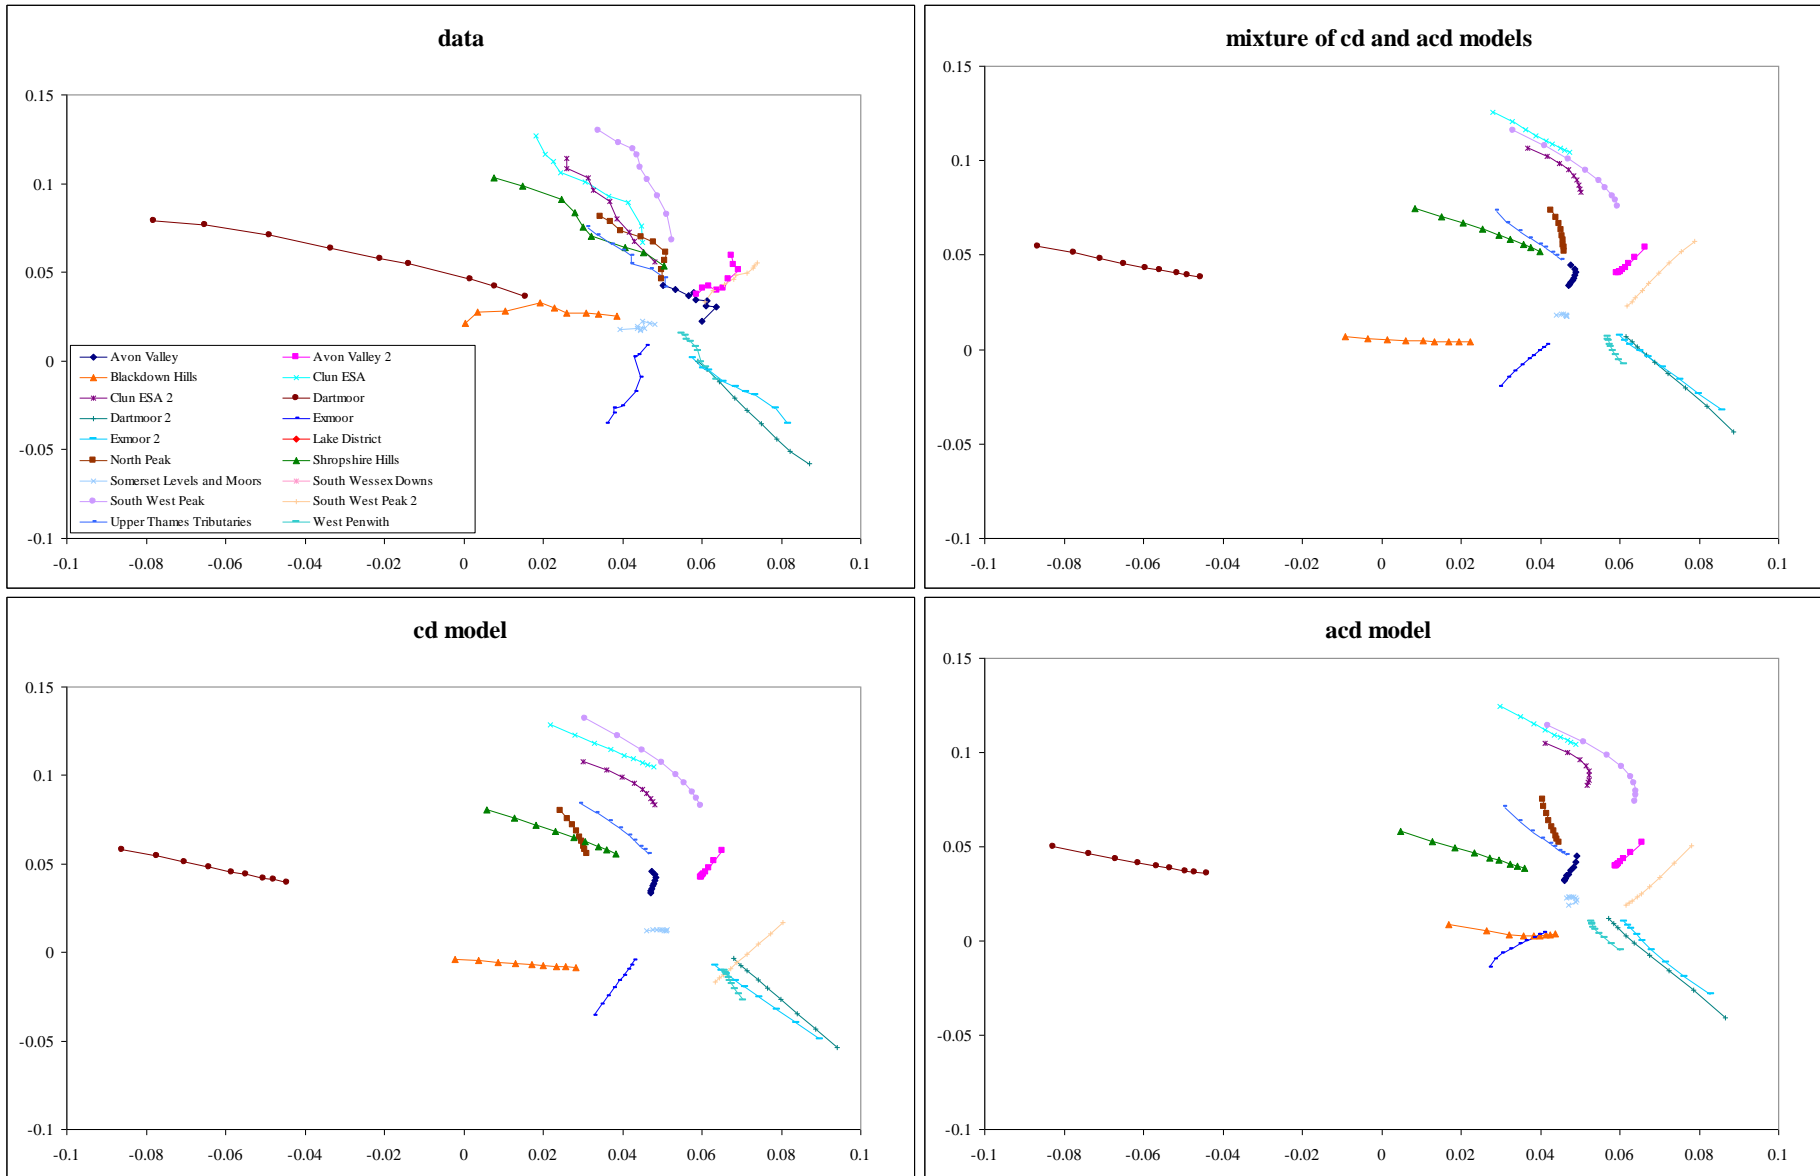 data
0.15
0.1
0.05
0
-0.05
-0.1
-0.1 -0.08 -0.06 -0.04 -0.02 0 0.02 0.04 0.06 0.08 0.1
Avon Valley Avon Valley 2
Blackdown Hills Clun ESA
Clun ESA 2 Dartmoor
Dartmoor 2 Exmoor
Exmoor 2 Lake District
North Peak Shropshire Hills
Somerset Levels and Moors South Wessex Downs
South West Peak South West Peak 2
Upper Thames Tributaries West Penwith
mixture of cd and acd models
0.15
0.1
0.05
0
-0.05
-0.1
-0.1 -0.08 -0.06 -0.04 -0.02 0 0.02 0.04 0.06 0.08 0.1
cd model
0.15
0.1
0.05
0
-0.05
-0.1
-0.1 -0.08 -0.06 -0.04 -0.02 0 0.02 0.04 0.06 0.08 0.1
acd model
0.15
0.1
0.05
0
-0.05
-0.1
-0.1 -0.08 -0.06 -0.04 -0.02 0 0.02 0.04 0.06 0.08 0.1